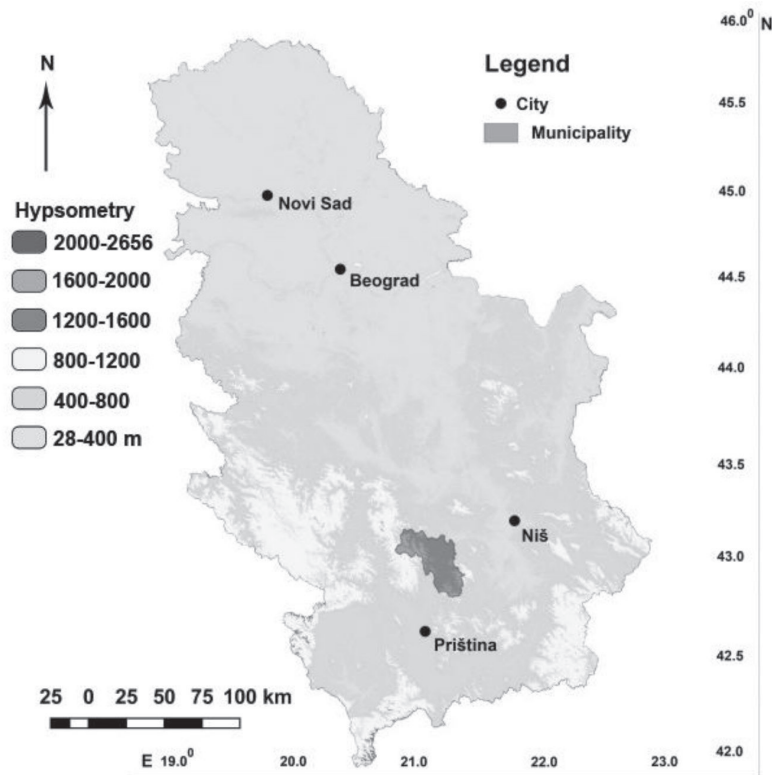 46.0⁰ N
N
Legend
City
Municipality
45.5
45.0
Novi Sad
Hypsometry
2000-2656
1600-2000
1200-1600
800-1200
400-800
28-400 m
Beograd
44.5
44.0
43.5
Niš
43.0
Priština
42.5
25 0 25 50 75 100 km
42.0
E 19.0⁰ 20.0 21.0 22.0 23.0